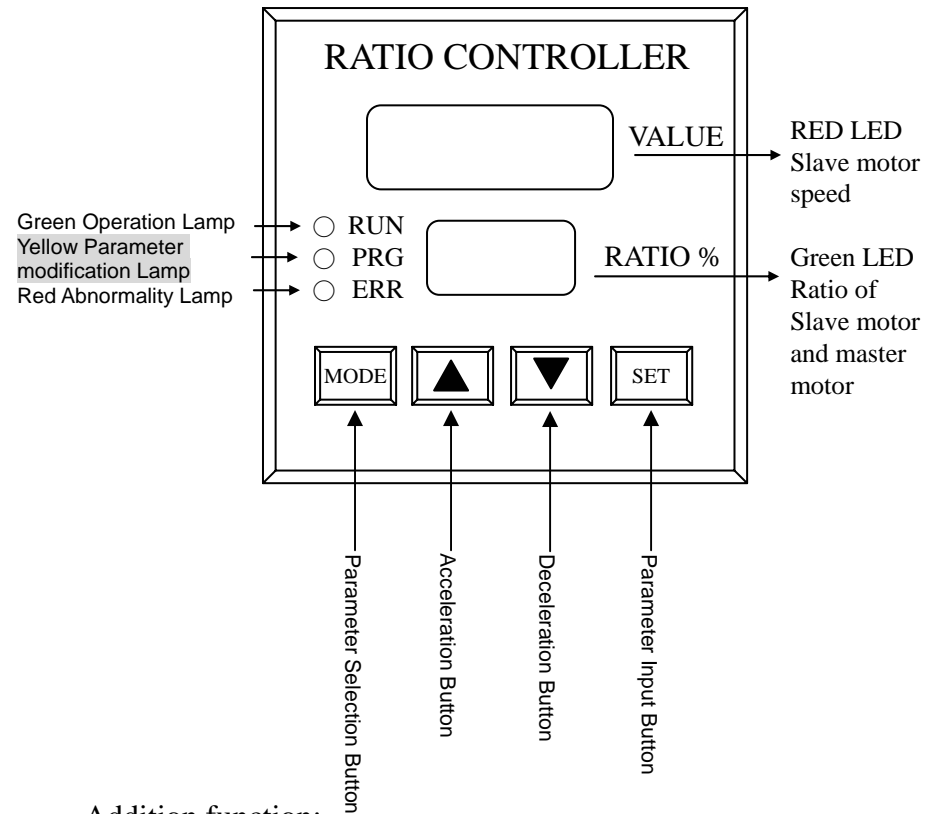 RATIO CONTROLLER
VALUE
RED LED
Slave motor
speed
Green Operation Lamp
Yellow Parameter
modification Lamp
Red Abnormality Lamp
RUN
PRG
ERR
RATIO %
Green LED
Ratio of
Slave motor
and master
motor
MODE
▲
▼
SET
Parameter Selection Button
Acceleration Button
Deceleration Button
Parameter Input Button
Addition function: